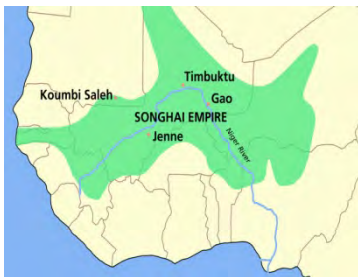 Timbuktu
Koumbi Saleh
Gao
SONGHAI EMPIRE
Jenne
Niger River